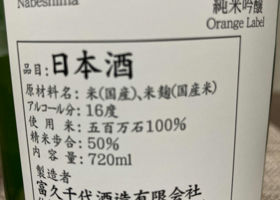 Nabeshima
純米吟醸
Orange Label
品目:日本酒
原材料名: 米(国産)、米麹(国産米)
アルコール分: 16度
使用米: 五百万石100%
精米歩合: 50%
内容量: 720ml
製造者
富久千代酒造有限会社